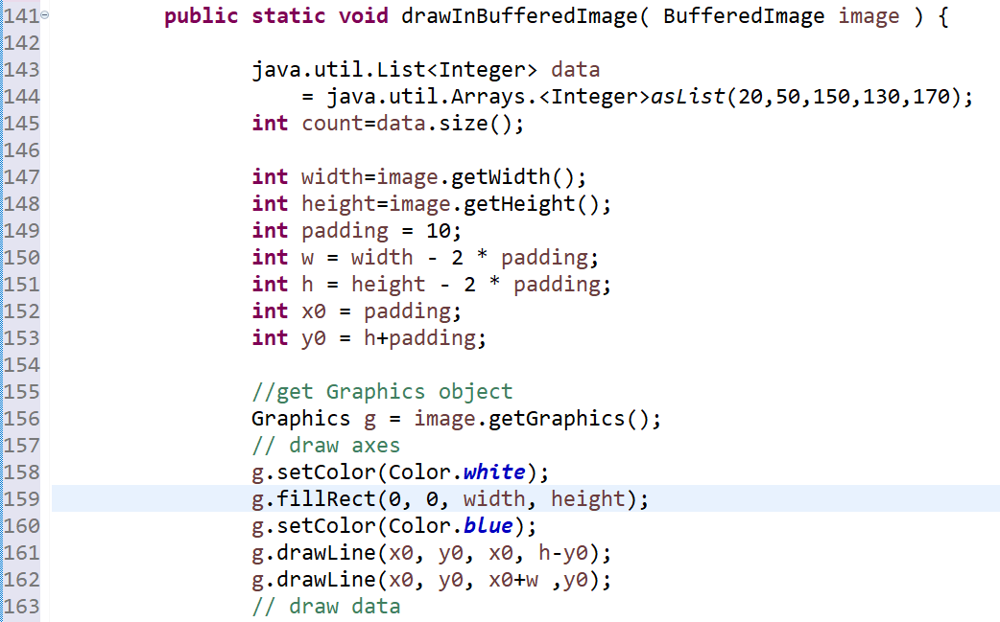 141 public static void drawInBufferedImage( BufferedImage image ) {
142
143 java.util.List<Integer> data
144 = java.util.Arrays.<Integer>asList(20,50,150,130,170);
145 int count=data.size();
146
147 int width=image.getWidth();
148 int height=image.getHeight();
149 int padding = 10;
150 int w = width - 2 * padding;
151 int h = height - 2 * padding;
152 int x0 = padding;
153 int y0 = h+padding;
154
155 //get Graphics object
156 Graphics g = image.getGraphics();
157 // draw axes
158 g.setColor(Color.white);
159 g.fillRect(0, 0, width, height);
160 g.setColor(Color.blue);
161 g.drawLine(x0, y0, x0, h-y0);
162 g.drawLine(x0, y0, x0+w ,y0);
163 // draw data